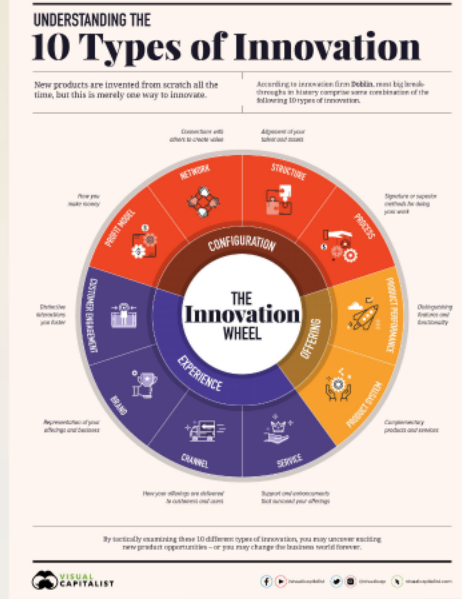 UNDERSTANDING THE
10 Types of Innovation
New products are invented from scratch all the
time, but this is merely one way to innovate.
According to innovation firm Doblin, most big break-
throughs in history comprise some combination of the
following 10 types of innovation.
Connections with
others to create value
Alignment of your
talent and assets
How you
make money
Signature or superior
methods for doing
your work
NETWORK
STRUCTURE
PROFIT MODEL
PROCESS
CONFIGURATION
THE
Innovation
WHEEL
OFFERING
EXPERIENCE
CUSTOMER ENGAGEMENT
PRODUCT PERFORMANCE
Distinctive
interactions
you foster
Distinguishing
features and
functionality
BRAND
PRODUCT SYSTEM
CHANNEL
SERVICE
Representation of your
offerings and business
Complementary
products and services
How your offerings are delivered
to customers and users
Support and enhancements
that surround your offerings
By tactically examining these 10 different types of innovation, you may uncover exciting
new product opportunities – or you may change the business world forever.
VISUAL
CAPITALIST
/visualcapitalist
@visualcap
visualcapitalist.com